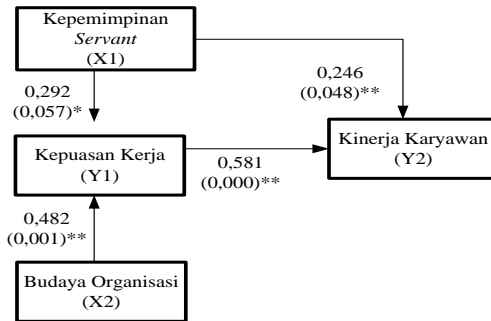 Kepemimpinan
Servant
(X1)
0,292
(0,057)*
0,246
(0,048)**
Kepuasan Kerja
(Y1)
0,581
(0,000)**
Kinerja Karyawan
(Y2)
0,482
(0,001)**
Budaya Organisasi
(X2)